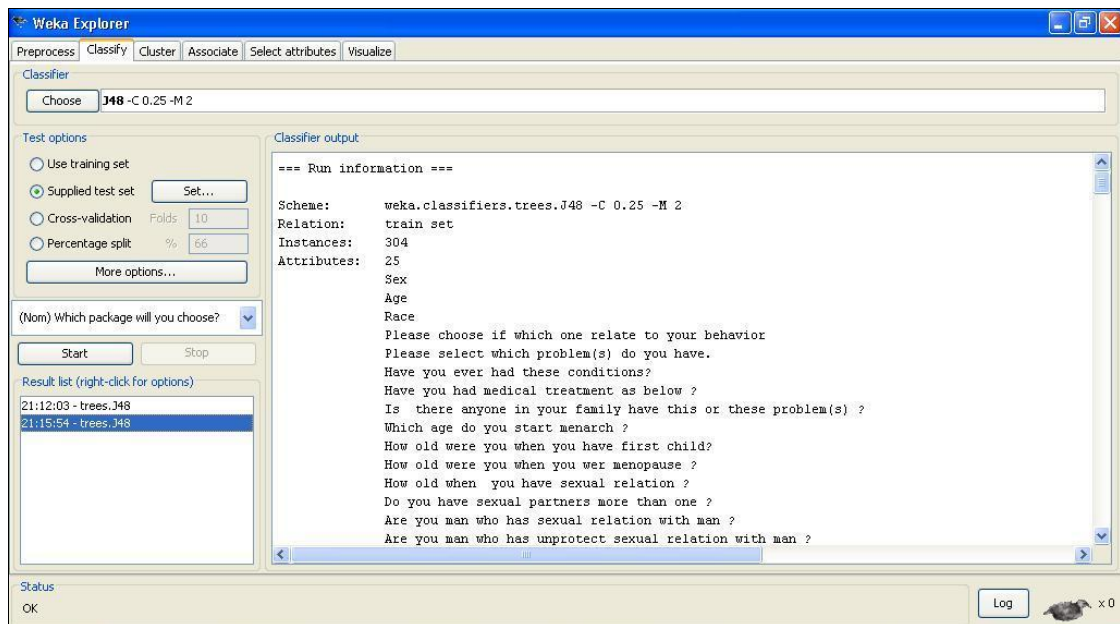 Weka Explorer
Preprocess Classify Cluster Associate Select attributes Visualize
Classifier
Choose J48 -C 0.25 -M 2
Test options
Use training set
Supplied test set Set...
Cross-validation Folds 10
Percentage split % 66
More options...
(Nom) Which package will you choose?
Start Stop
Result list (right-click for options)
21:12:03 - trees.J48
21:15:54 - trees.J48
Classifier output
=== Run information ===
Scheme: weka.classifiers.trees.J48 -C 0.25 -M 2
Relation: train set
Instances: 304
Attributes: 25
Sex
Age
Race
Please choose if which one relate to your behavior
Please select which problem(s) do you have.
Have you ever had these conditions?
Have you had medical treatment as below ?
Is there anyone in your family have this or these problem(s) ?
Which age do you start menarch ?
How old were you when you have first child?
How old were you when you wer menopause ?
How old when you have sexual relation ?
Do you have sexual partners more than one ?
Are you man who has sexual relation with man ?
Are you man who has unprotect sexual relation with man ?
Status
OK
Log x 0